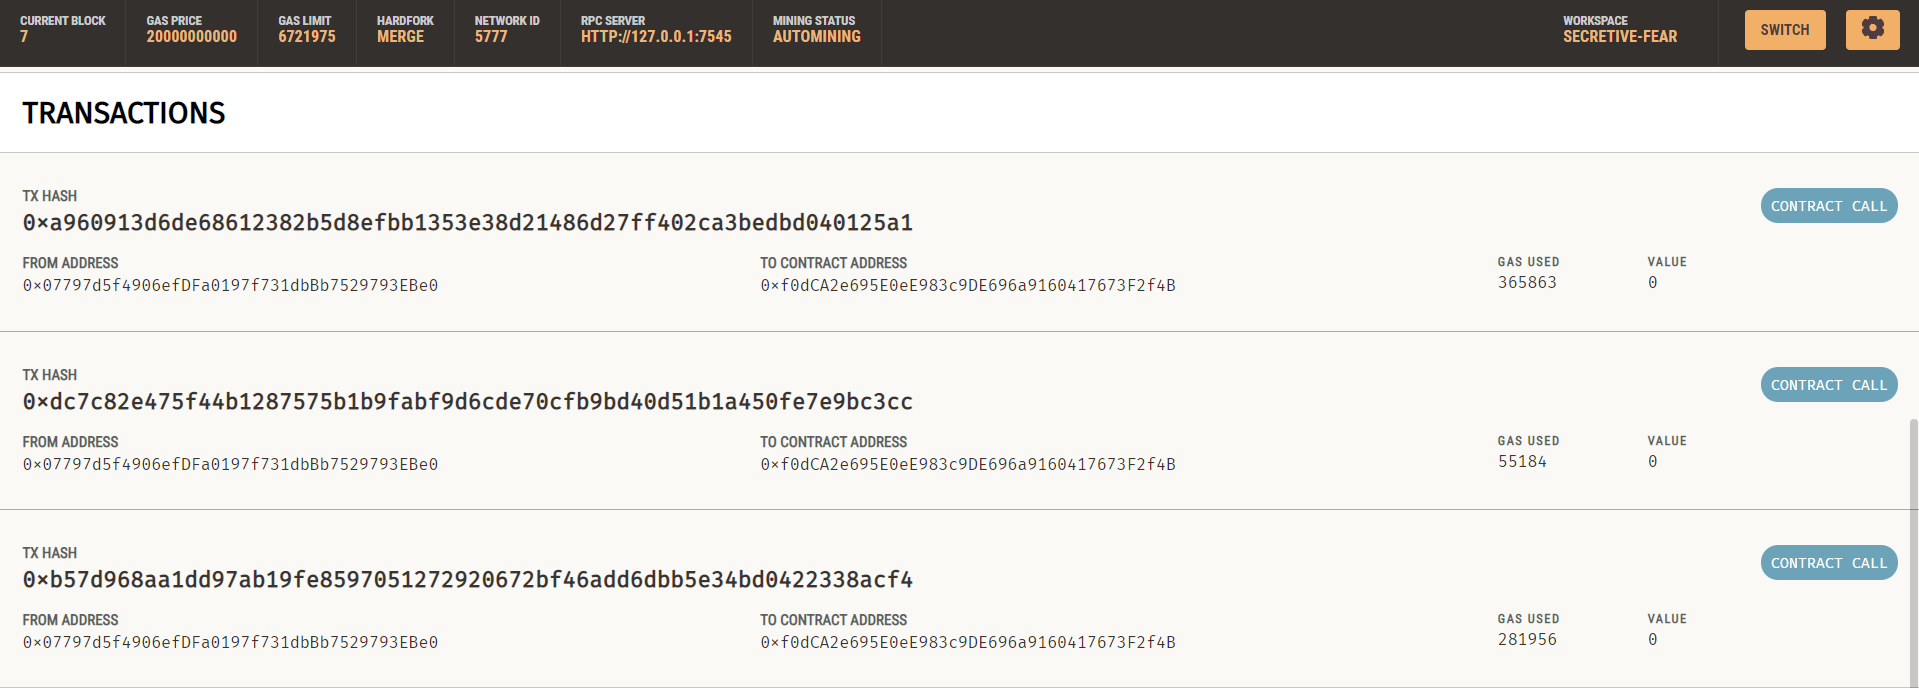 CURRENT BLOCK
7
GAS PRICE
20000000000
GAS LIMIT
6721975
HARDFORK
MERGE
NETWORK ID
5777
RPC SERVER
HTTP://127.0.0.1:7545
MINING STATUS
AUTOMINING
WORKSPACE
SECRETIVE-FEAR
SWITCH
TRANSACTIONS
TX HASH
0×a960913d6de68612382b5d8efbb1353e38d21486d27ff402ca3bedbd040125a1
CONTRACT CALL
FROM ADDRESS
0×07797d5f4906efDFa0197f731dbBb7529793EBe0
TO CONTRACT ADDRESS
0×f0dCA2e695E0eE983c9DE696a9160417673F2f4B
GAS USED
365863
VALUE
0
TX HASH
0×dc7c82e475f44b1287575b1b9fabf9d6cde70cfb9bd40d51b1a450fe7e9bc3cc
CONTRACT CALL
FROM ADDRESS
0×07797d5f4906efDFa0197f731dbBb7529793EBe0
TO CONTRACT ADDRESS
0×f0dCA2e695E0eE983c9DE696a9160417673F2f4B
GAS USED
55184
VALUE
0
TX HASH
0×b57d968aa1dd97ab19fe8597051272920672bf46add6dbb5e34bd0422338acf4
CONTRACT CALL
FROM ADDRESS
0×07797d5f4906efDFa0197f731dbBb7529793EBe0
TO CONTRACT ADDRESS
0×f0dCA2e695E0eE983c9DE696a9160417673F2f4B
GAS USED
281956
VALUE
0